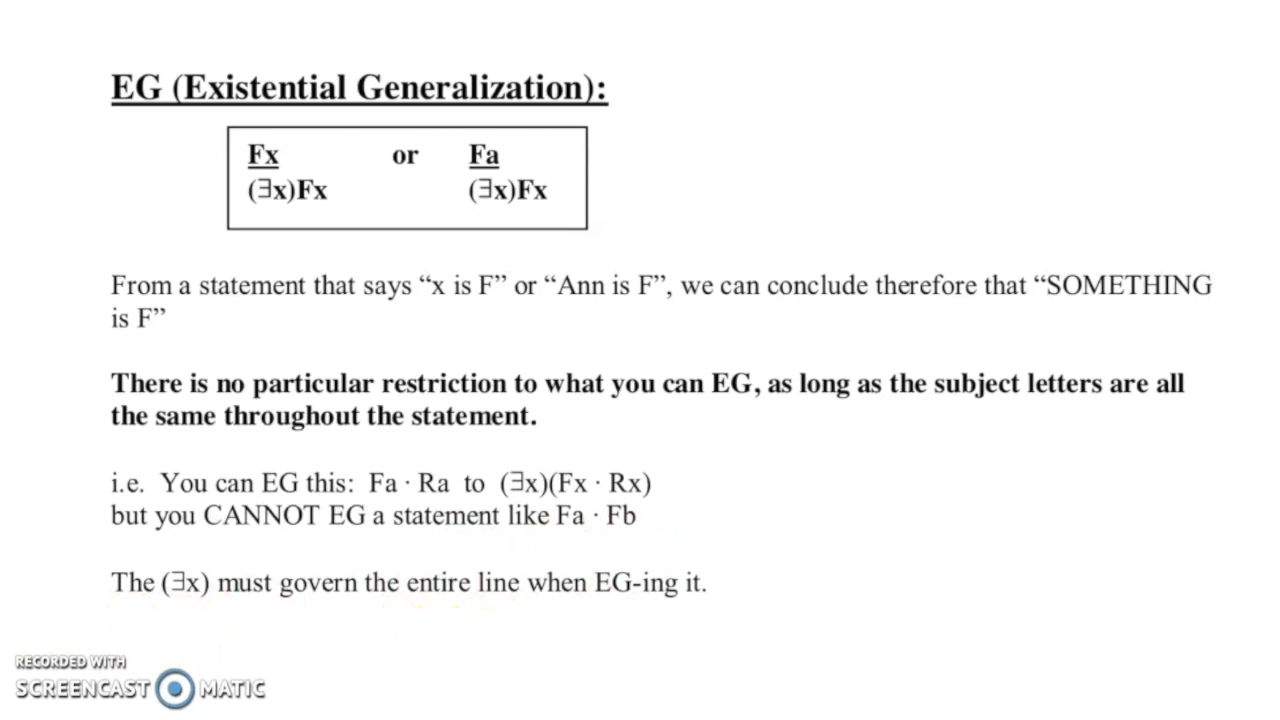 EG (Existential Generalization):
Fx or Fa
(∃x)Fx (∃x)Fx
From a statement that says “x is F” or “Ann is F”, we can conclude therefore that “SOMETHING
is F”
There is no particular restriction to what you can EG, as long as the subject letters are all
the same throughout the statement.
i.e. You can EG this: Fa · Ra to (∃x)(Fx · Rx)
but you CANNOT EG a statement like Fa · Fb
The (∃x) must govern the entire line when EG-ing it.
RECORDED WITH
SCREENCAST MATIC